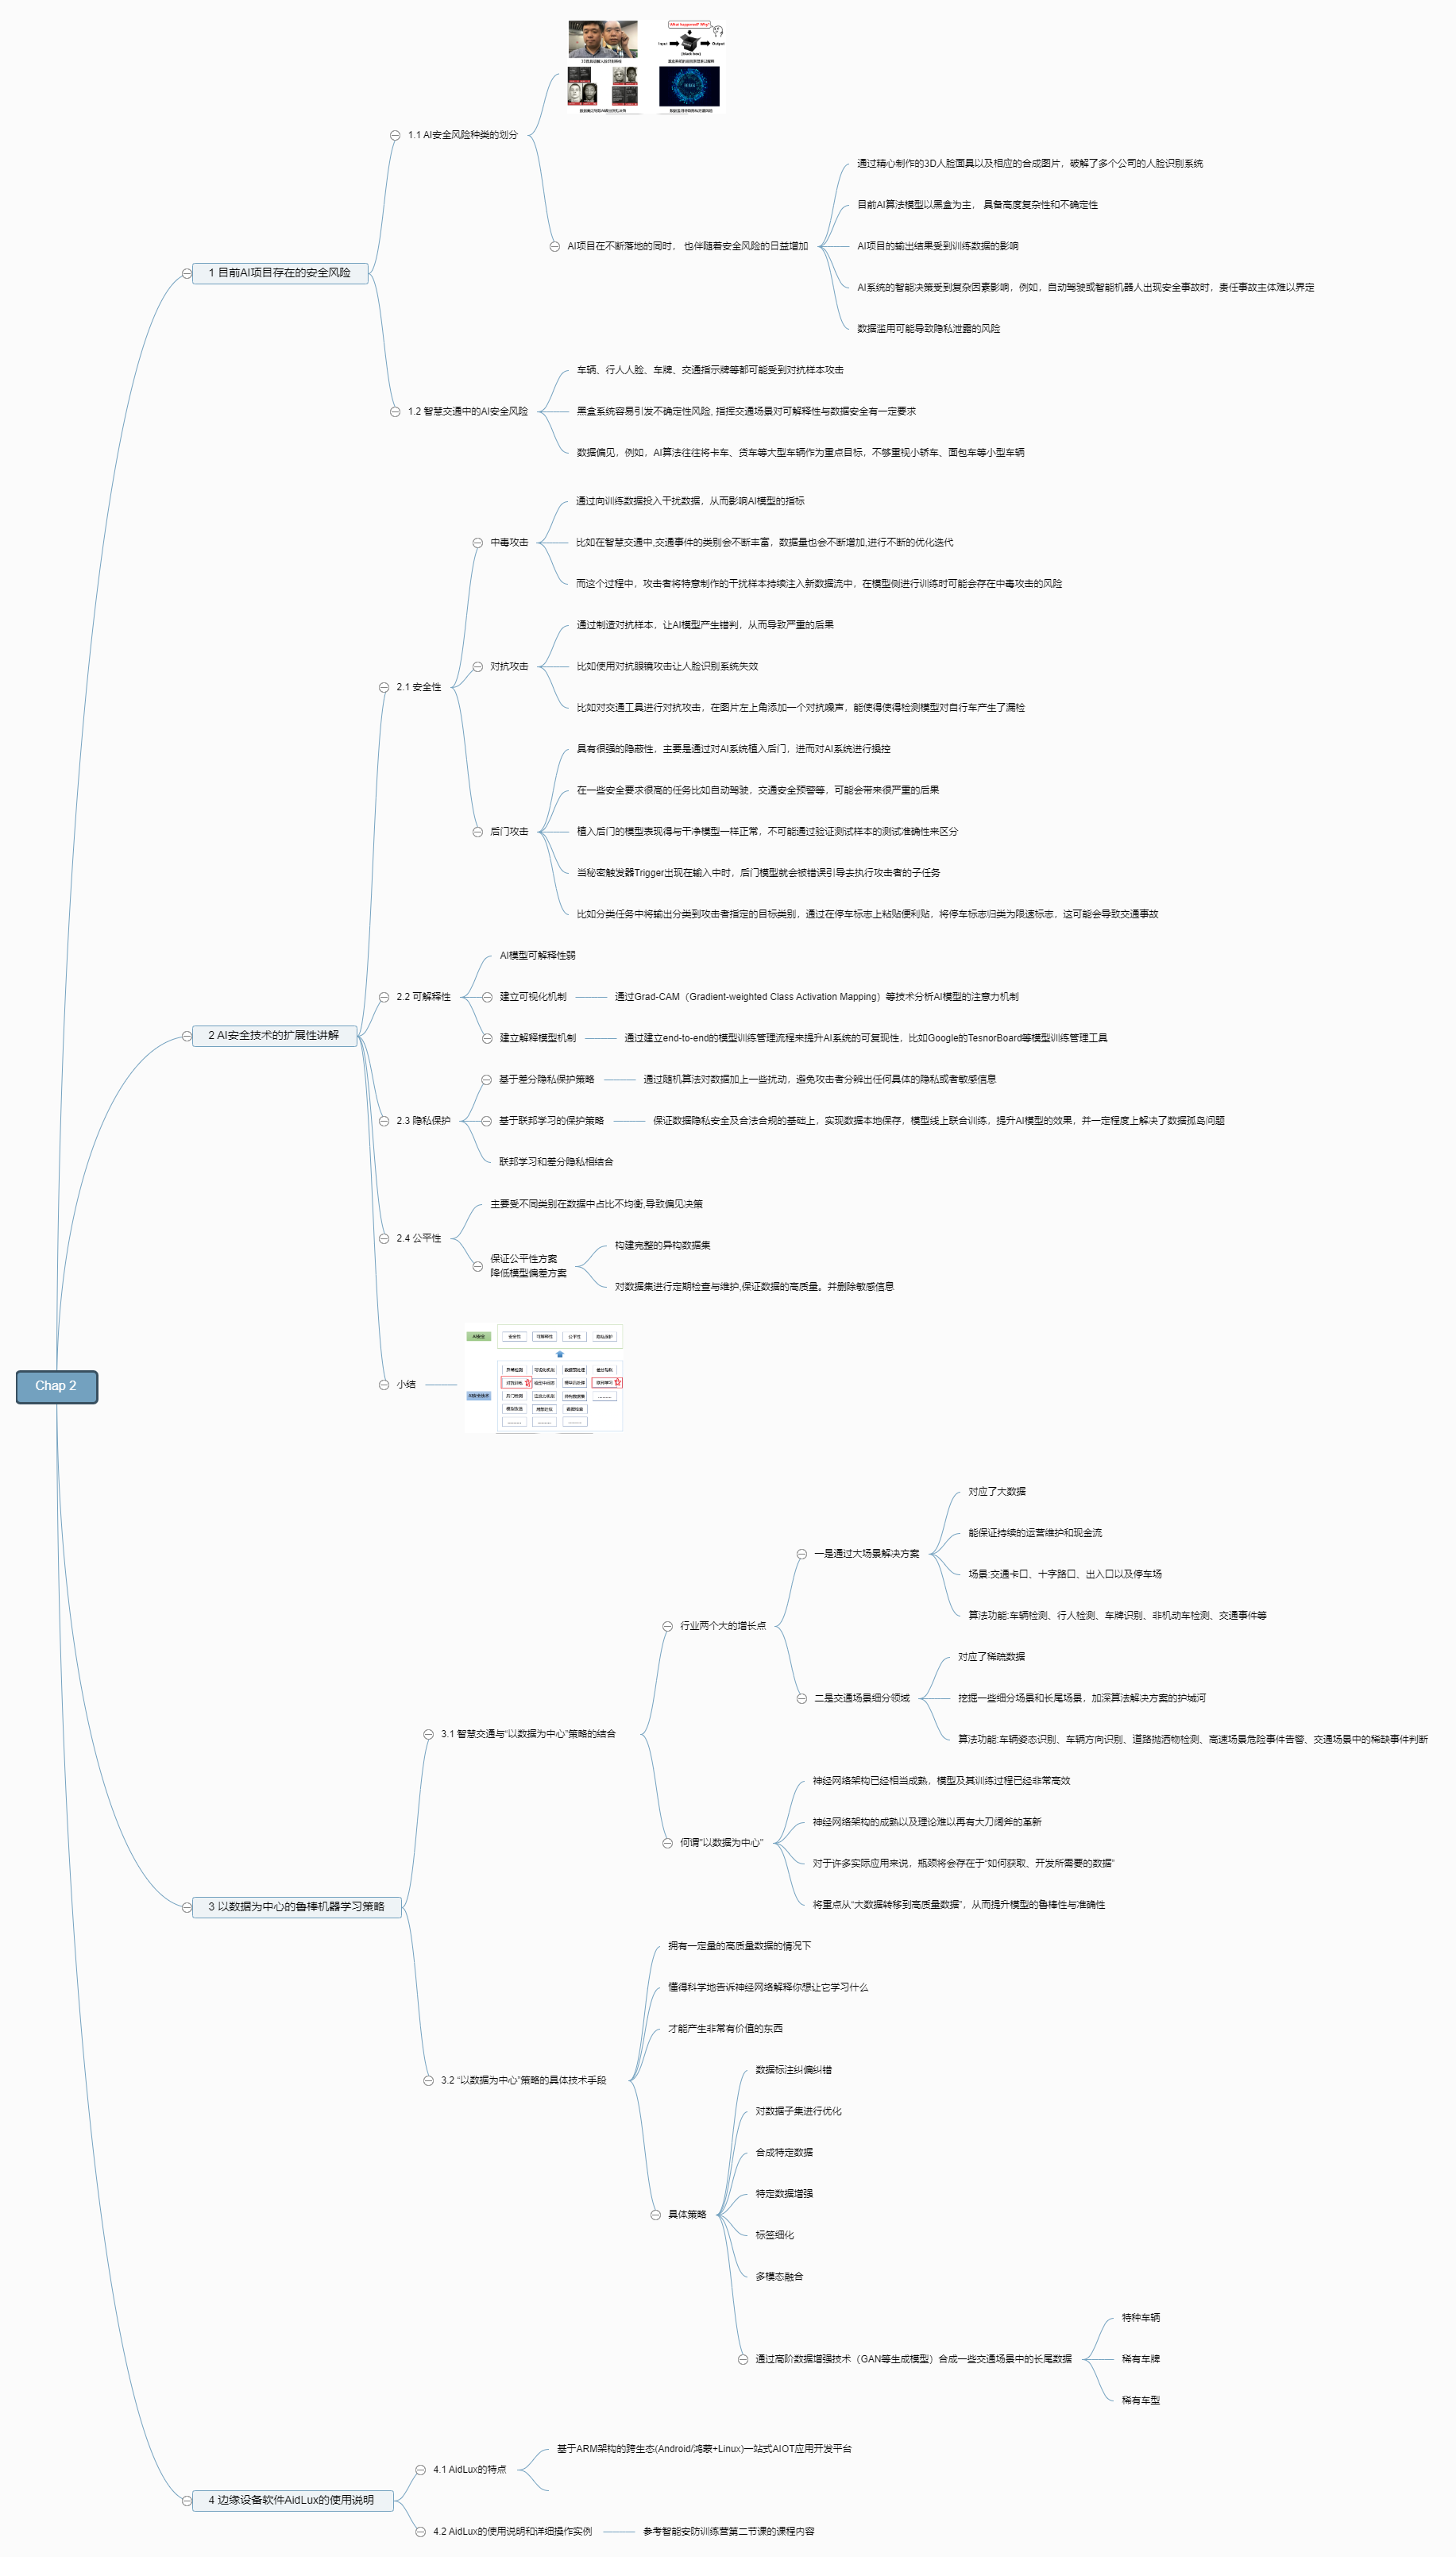 Chap 2
1 目前AI项目存在的安全风险
1.1 AI安全风险种类的划分
What happened? Why?
Input
Output
(black box)
AI项目在不断落地的同时， 也伴随着安全风险的日益增加
通过精心制作的3D人脸面具以及相应的合成图片，破解了多个公司的人脸识别系统
目前AI算法模型以黑盒为主， 具备高度复杂性和不确定性
AI项目的输出结果受到训练数据的影响
AI系统的智能决策受到复杂因素影响，例如，自动驾驶或智能机器人出现安全事故时，责任事故主体难以界定
数据滥用可能导致隐私泄露的风险
1.2 智慧交通中的AI安全风险
车辆、行人人脸、车牌、交通指示牌等都可能受到对抗样本攻击
黑盒系统容易引发不确定性风险, 指挥交通场景对可解释性与数据安全有一定要求
数据偏见，例如，AI算法往往将卡车、货车等大型车辆作为重点目标，不够重视小轿车、面包车等小型车辆
2 AI安全技术的扩展性讲解
2.1 安全性
中毒攻击
通过向训练数据投入干扰数据，从而影响AI模型的指标
比如在智慧交通中,交通事件的类别会不断丰富，数据量也会不断增加,进行不断的优化迭代
而这个过程中，攻击者将特意制作的干扰样本持续注入新数据流中，在模型侧进行训练时可能会存在中毒攻击的风险
对抗攻击
通过制造对抗样本，让AI模型产生错判，从而导致严重的后果
比如使用对抗眼镜攻击让人脸识别系统失效
比如对交通工具进行对抗攻击，在图片左上角添加一个对抗噪声，能使得使得检测模型对自行车产生了漏检
后门攻击
具有很强的隐蔽性，主要是通过对AI系统植入后门，进而对AI系统进行操控
在一些安全要求很高的任务比如自动驾驶，交通安全预警等，可能会带来很严重的后果
植入后门的模型表现得与干净模型一样正常，不可能通过验证测试样本的测试准确性来区分
当秘密触发器Trigger出现在输入中时，后门模型就会被错误引导去执行攻击者的子任务
比如分类任务中将输出分类到攻击者指定的目标类别，通过在停车标志上粘贴便利贴，将停车标志归类为限速标志，这可能会导致交通事故
2.2 可解释性
AI模型可解释性弱
建立可视化机制
通过Grad-CAM（Gradient-weighted Class Activation Mapping）等技术分析AI模型的注意力机制
建立解释模型机制
通过建立end-to-end的模型训练管理流程来提升AI系统的可复现性，比如Google的TesnorBoard等模型训练管理工具
2.3 隐私保护
基于差分隐私保护策略
通过随机算法对数据加上一些扰动，避免攻击者分辨出任何具体的隐私或者敏感信息
基于联邦学习的保护策略
保证数据隐私安全及合法合规的基础上，实现数据本地保存，模型线上联合训练，提升AI模型的效果，并一定程度上解决了数据孤岛问题
联邦学习和差分隐私相结合
2.4 公平性
主要受不同类别在数据中占比不均衡,导致偏见决策
保证公平性方案
降低模型偏差方案
构建完整的异构数据集
对数据集进行定期检查与维护,保证数据的高质量。并删除敏感信息
小结
AI安全
安全性
可解释性
公平性
隐私保护
3 以数据为中心的鲁棒机器学习策略
3.1 智慧交通与“以数据为中心”策略的结合
行业两个大的增长点
一是通过大场景解决方案
对应了大数据
能保证持续的运营维护和现金流
场景:交通卡口、十字路口、出入口以及停车场
算法功能:车辆检测、行人检测、车牌识别、非机动车检测、交通事件等
二是交通场景细分领域
对应了稀疏数据
挖掘一些细分场景和长尾场景，加深算法解决方案的护城河
算法功能:车辆姿态识别、车辆方向识别、道路抛洒物检测、高速场景危险事件告警、交通场景中的稀缺事件判断
何谓“以数据为中心”
神经网络架构已经相当成熟，模型及其训练过程已经非常高效
神经网络架构的成熟以及理论难以再有大刀阔斧的革新
对于许多实际应用来说，瓶颈将会存在于“如何获取、开发所需要的数据”
将重点从“大数据转移到高质量数据”，从而提升模型的鲁棒性与准确性
3.2 “以数据为中心”策略的具体技术手段
拥有一定量的高质量数据的情况下
懂得科学地告诉神经网络解释你想让它学习什么
才能产生非常有价值的东西
具体策略
数据标注纠偏纠错
对数据子集进行优化
合成特定数据
特定数据增强
标签细化
多模态融合
通过高阶数据增强技术（GAN等生成模型）合成一些交通场景中的长尾数据
特种车辆
稀有车牌
稀有车型
4 边缘设备软件AidLux的使用说明
4.1 AidLux的特点
基于ARM架构的跨生态(Android/鸿蒙+Linux)一站式AIOT应用开发平台
4.2 AidLux的使用说明和详细操作实例
参考智能安防训练营第二节课的课程内容